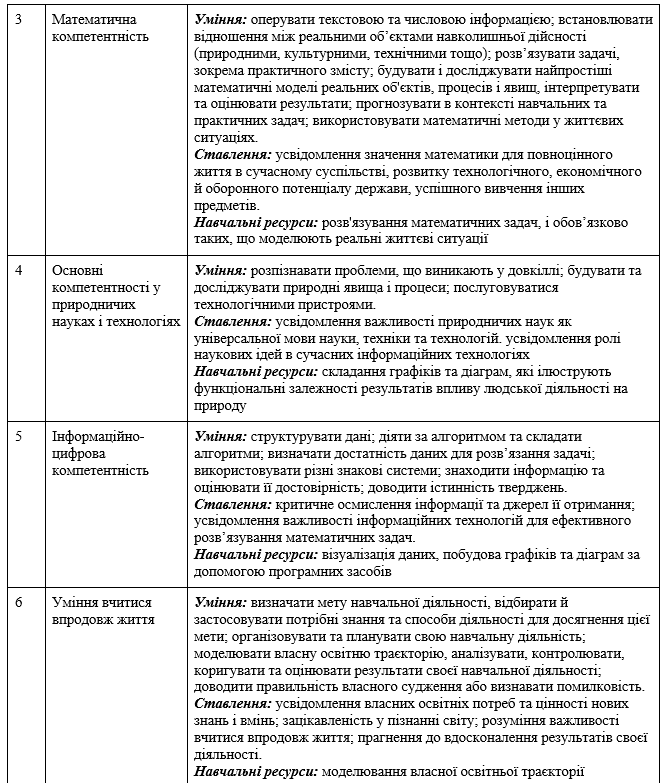 3
Математична
компетентність
Уміння: оперувати текстовою та числовою інформацією; встановлювати
відношення між реальними об’єктами навколишньої дійсності
(природними, культурними, технічними тощо); розв’язувати задачі,
зокрема практичного змісту; будувати і досліджувати найпростіші
математичні моделі реальних об'єктів, процесів і явищ, інтерпретувати
та оцінювати результати; прогнозувати в контексті навчальних та
практичних задач; використовувати математичні методи у життєвих
ситуаціях.
Ставлення: усвідомлення значення математики для повноцінного
життя в сучасному суспільстві, розвитку технологічного, економічного
й оборонного потенціалу держави, успішного вивчення інших
предметів.
Навчальні ресурси: розв'язування математичних задач, і обов’язково
таких, що моделюють реальні життєві ситуації
4
Основні
компетентності у
природничих
науках і технологіях
Уміння: розпізнавати проблеми, що виникають у довкіллі; будувати та
досліджувати природні явища і процеси; послуговуватися
технологічними пристроями.
Ставлення: усвідомлення важливості природничих наук як
універсальної мови науки, техніки та технологій. усвідомлення ролі
наукових ідей в сучасних інформаційних технологіях
Навчальні ресурси: складання графіків та діаграм, які ілюструють
функціональні залежності результатів впливу людської діяльності на
природу
5
Інформаційно-
цифрова
компетентність
Уміння: структурувати дані; діяти за алгоритмом та складати
алгоритми; визначати достатність даних для розв’язання задачі;
використовувати різні знакові системи; знаходити інформацію та
оцінювати її достовірність; доводити істинність тверджень.
Ставлення: критичне осмислення інформації та джерел її отримання;
усвідомлення важливості інформаційних технологій для ефективного
розв’язування математичних задач.
Навчальні ресурси: візуалізація даних, побудова графіків та діаграм за
допомогою програмних засобів
6
Уміння вчитися
впродовж життя
Уміння: визначати мету навчальної діяльності, відбирати й
застосовувати потрібні знання та способи діяльності для досягнення цієї
мети; організовувати та планувати свою навчальну діяльність;
моделювати власну освітню траєкторію, аналізувати, контролювати,
коригувати та оцінювати результати своєї навчальної діяльності;
доводити правильність власного судження або визнавати помилковість.
Ставлення: усвідомлення власних освітніх потреб та цінності нових
знань і вмінь; зацікавленість у пізнанні світу; розуміння важливості
вчитися впродовж життя; прагнення до вдосконалення результатів своєї
діяльності.
Навчальні ресурси: моделювання власної освітньої траєкторії